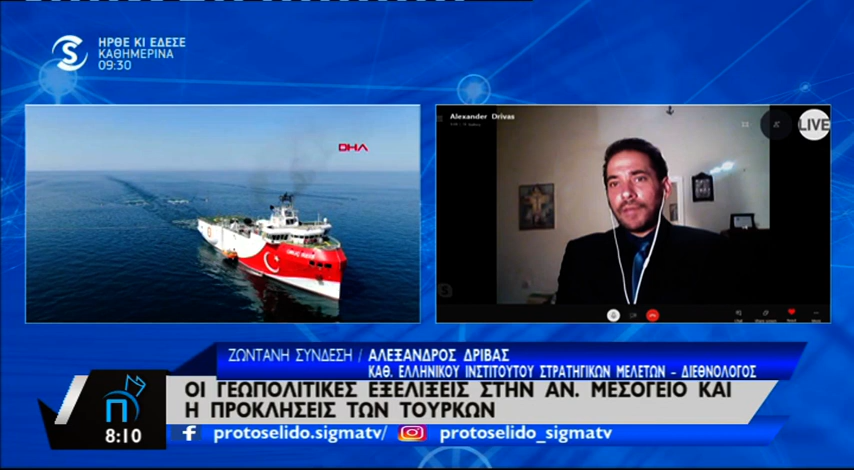 ΗΡΘΕ ΚΙ ΕΔΕΣΕ
ΚΑΘΗΜΕΡΙΝΑ
09:30
DHA
Alexander Drivas
LIVE
ΖΩΝΤΑΝΗ ΣΥΝΔΕΣΗ / ΑΛΕΞΑΝΔΡΟΣ ΔΡΙΒΑΣ
ΚΑΘ. ΕΛΛΗΝΙΚΟΥ ΙΝΣΤΙΤΟΥΤΟΥ ΣΤΡΑΤΗΓΙΚΩΝ ΜΕΛΕΤΩΝ – ΔΙΕΘΝΟΛΟΓΟΣ
ΟΙ ΓΕΩΠΟΛΙΤΙΚΕΣ ΕΞΕΛΙΞΕΙΣ ΣΤΗΝ ΑΝ. ΜΕΣΟΓΕΙΟ ΚΑΙ
Η ΠΡΟΚΛΗΣΕΙΣ ΤΩΝ ΤΟΥΡΚΩΝ
8:10
protoselido.sigmatv/
protoselido_sigmatv